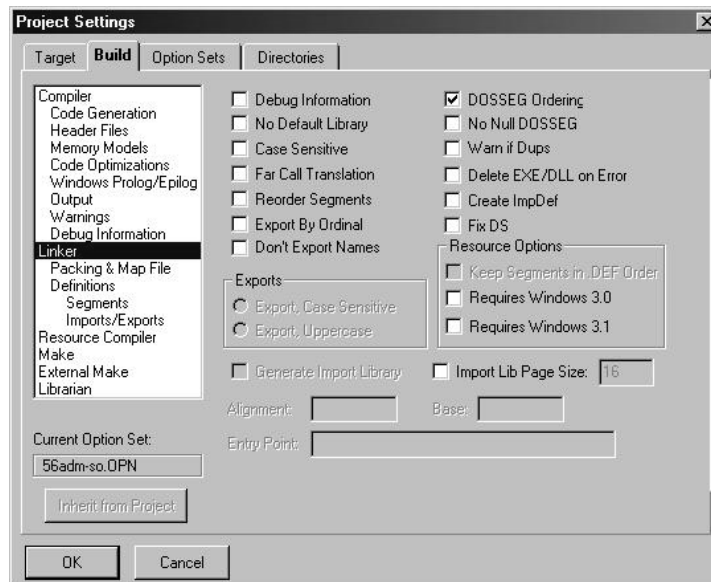 Project Settings
Target Build Option Sets Directories
Compiler
Code Generation
Header Files
Memory Models
Code Optimizations
Windows Prolog/Epilog
Output
Warnings
Debug Information
Linker
Packing & Map File
Definitions
Segments
Imports/Exports
Resource Compiler
Make
External Make
Librarian
Current Option Set:
56adm-so.OPN
Inherit from Project
Debug Information
No Default Library
Case Sensitive
Far Call Translation
Reorder Segments
Export By Ordinal
Don't Export Names
DOSSEG Ordering
No Null DOSSEG
Warn if Dups
Delete EXE/DLL on Error
Create ImpDef
Fix DS
Exports
Export, Case Sensitive
Export, Uppercase
Resource Options
Keep Segments in .DEF Order
Requires Windows 3.0
Requires Windows 3.1
Generate Import Library
Import Lib Page Size: 16
Alignment: Base:
Entry Point:
OK Cancel